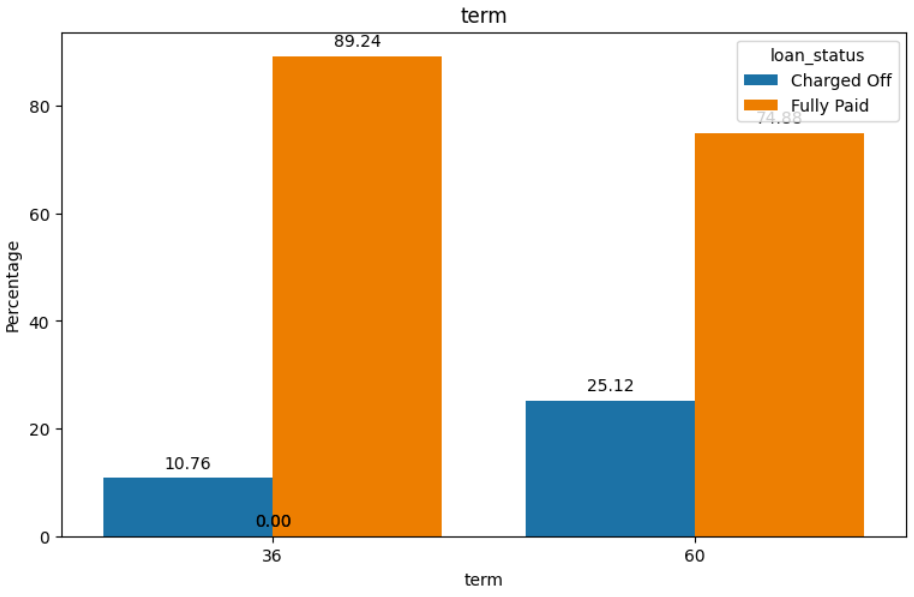 term
89.24
loan_status
Charged Off
Fully Paid
74.88
80
60
40
20
0
Percentage
25.12
10.76
0.00
36
60
term